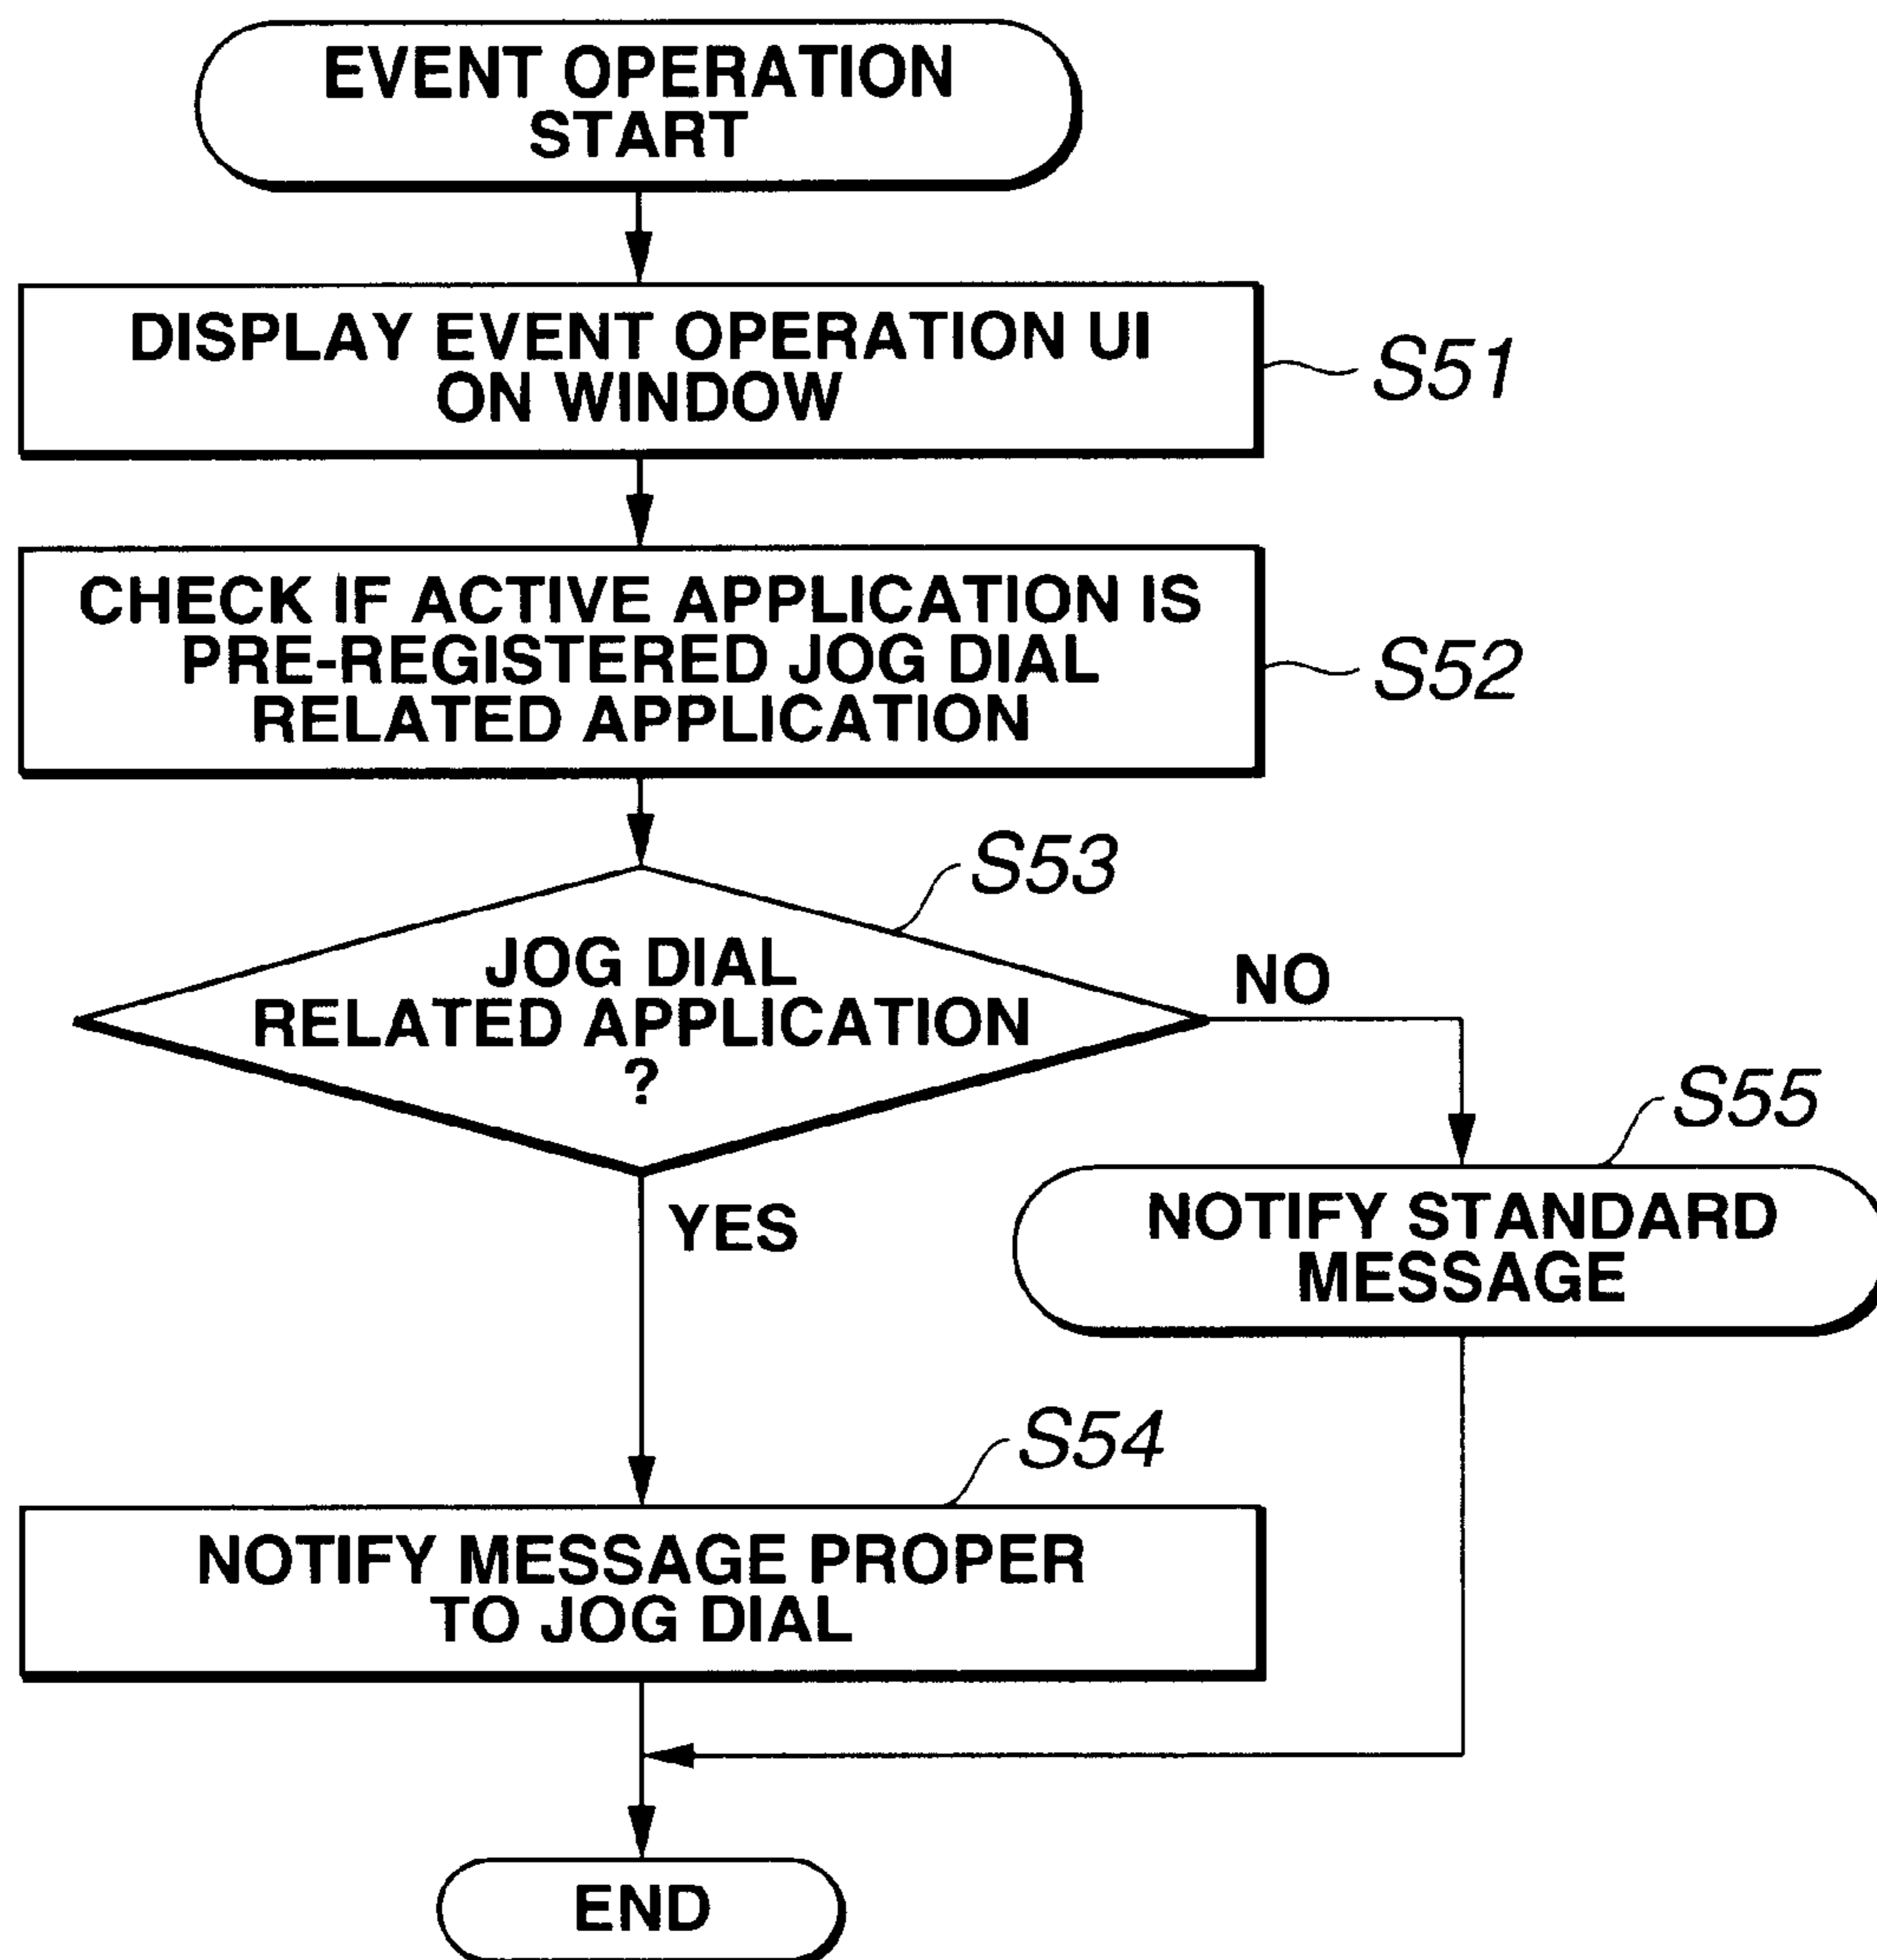 EVENT OPERATION
START
DISPLAY EVENT OPERATION UI
ON WINDOW
S51
CHECK IF ACTIVE APPLICATION IS
PRE-REGISTERED JOG DIAL
RELATED APPLICATION
S52
S53
JOG DIAL
RELATED APPLICATION
?
NO
YES
S55
NOTIFY STANDARD
MESSAGE
S54
NOTIFY MESSAGE PROPER
TO JOG DIAL
END